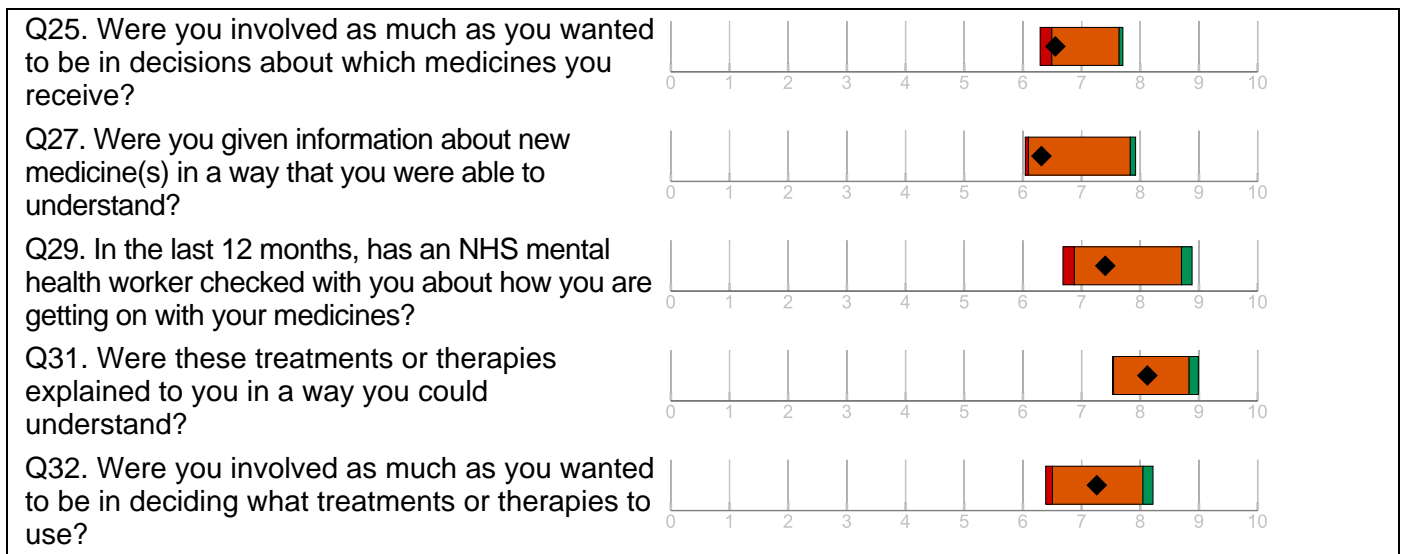 Q25. Were you involved as much as you wanted
to be in decisions about which medicines you
receive?
0 1 2 3 4 5 6 7 8 9 10
Q27. Were you given information about new
medicine(s) in a way that you were able to
understand?
0 1 2 3 4 5 6 7 8 9 10
Q29. In the last 12 months, has an NHS mental
health worker checked with you about how you are
getting on with your medicines?
0 1 2 3 4 5 6 7 8 9 10
Q31. Were these treatments or therapies
explained to you in a way you could
understand?
0 1 2 3 4 5 6 7 8 9 10
Q32. Were you involved as much as you wanted
to be in deciding what treatments or therapies to
use?
0 1 2 3 4 5 6 7 8 9 10